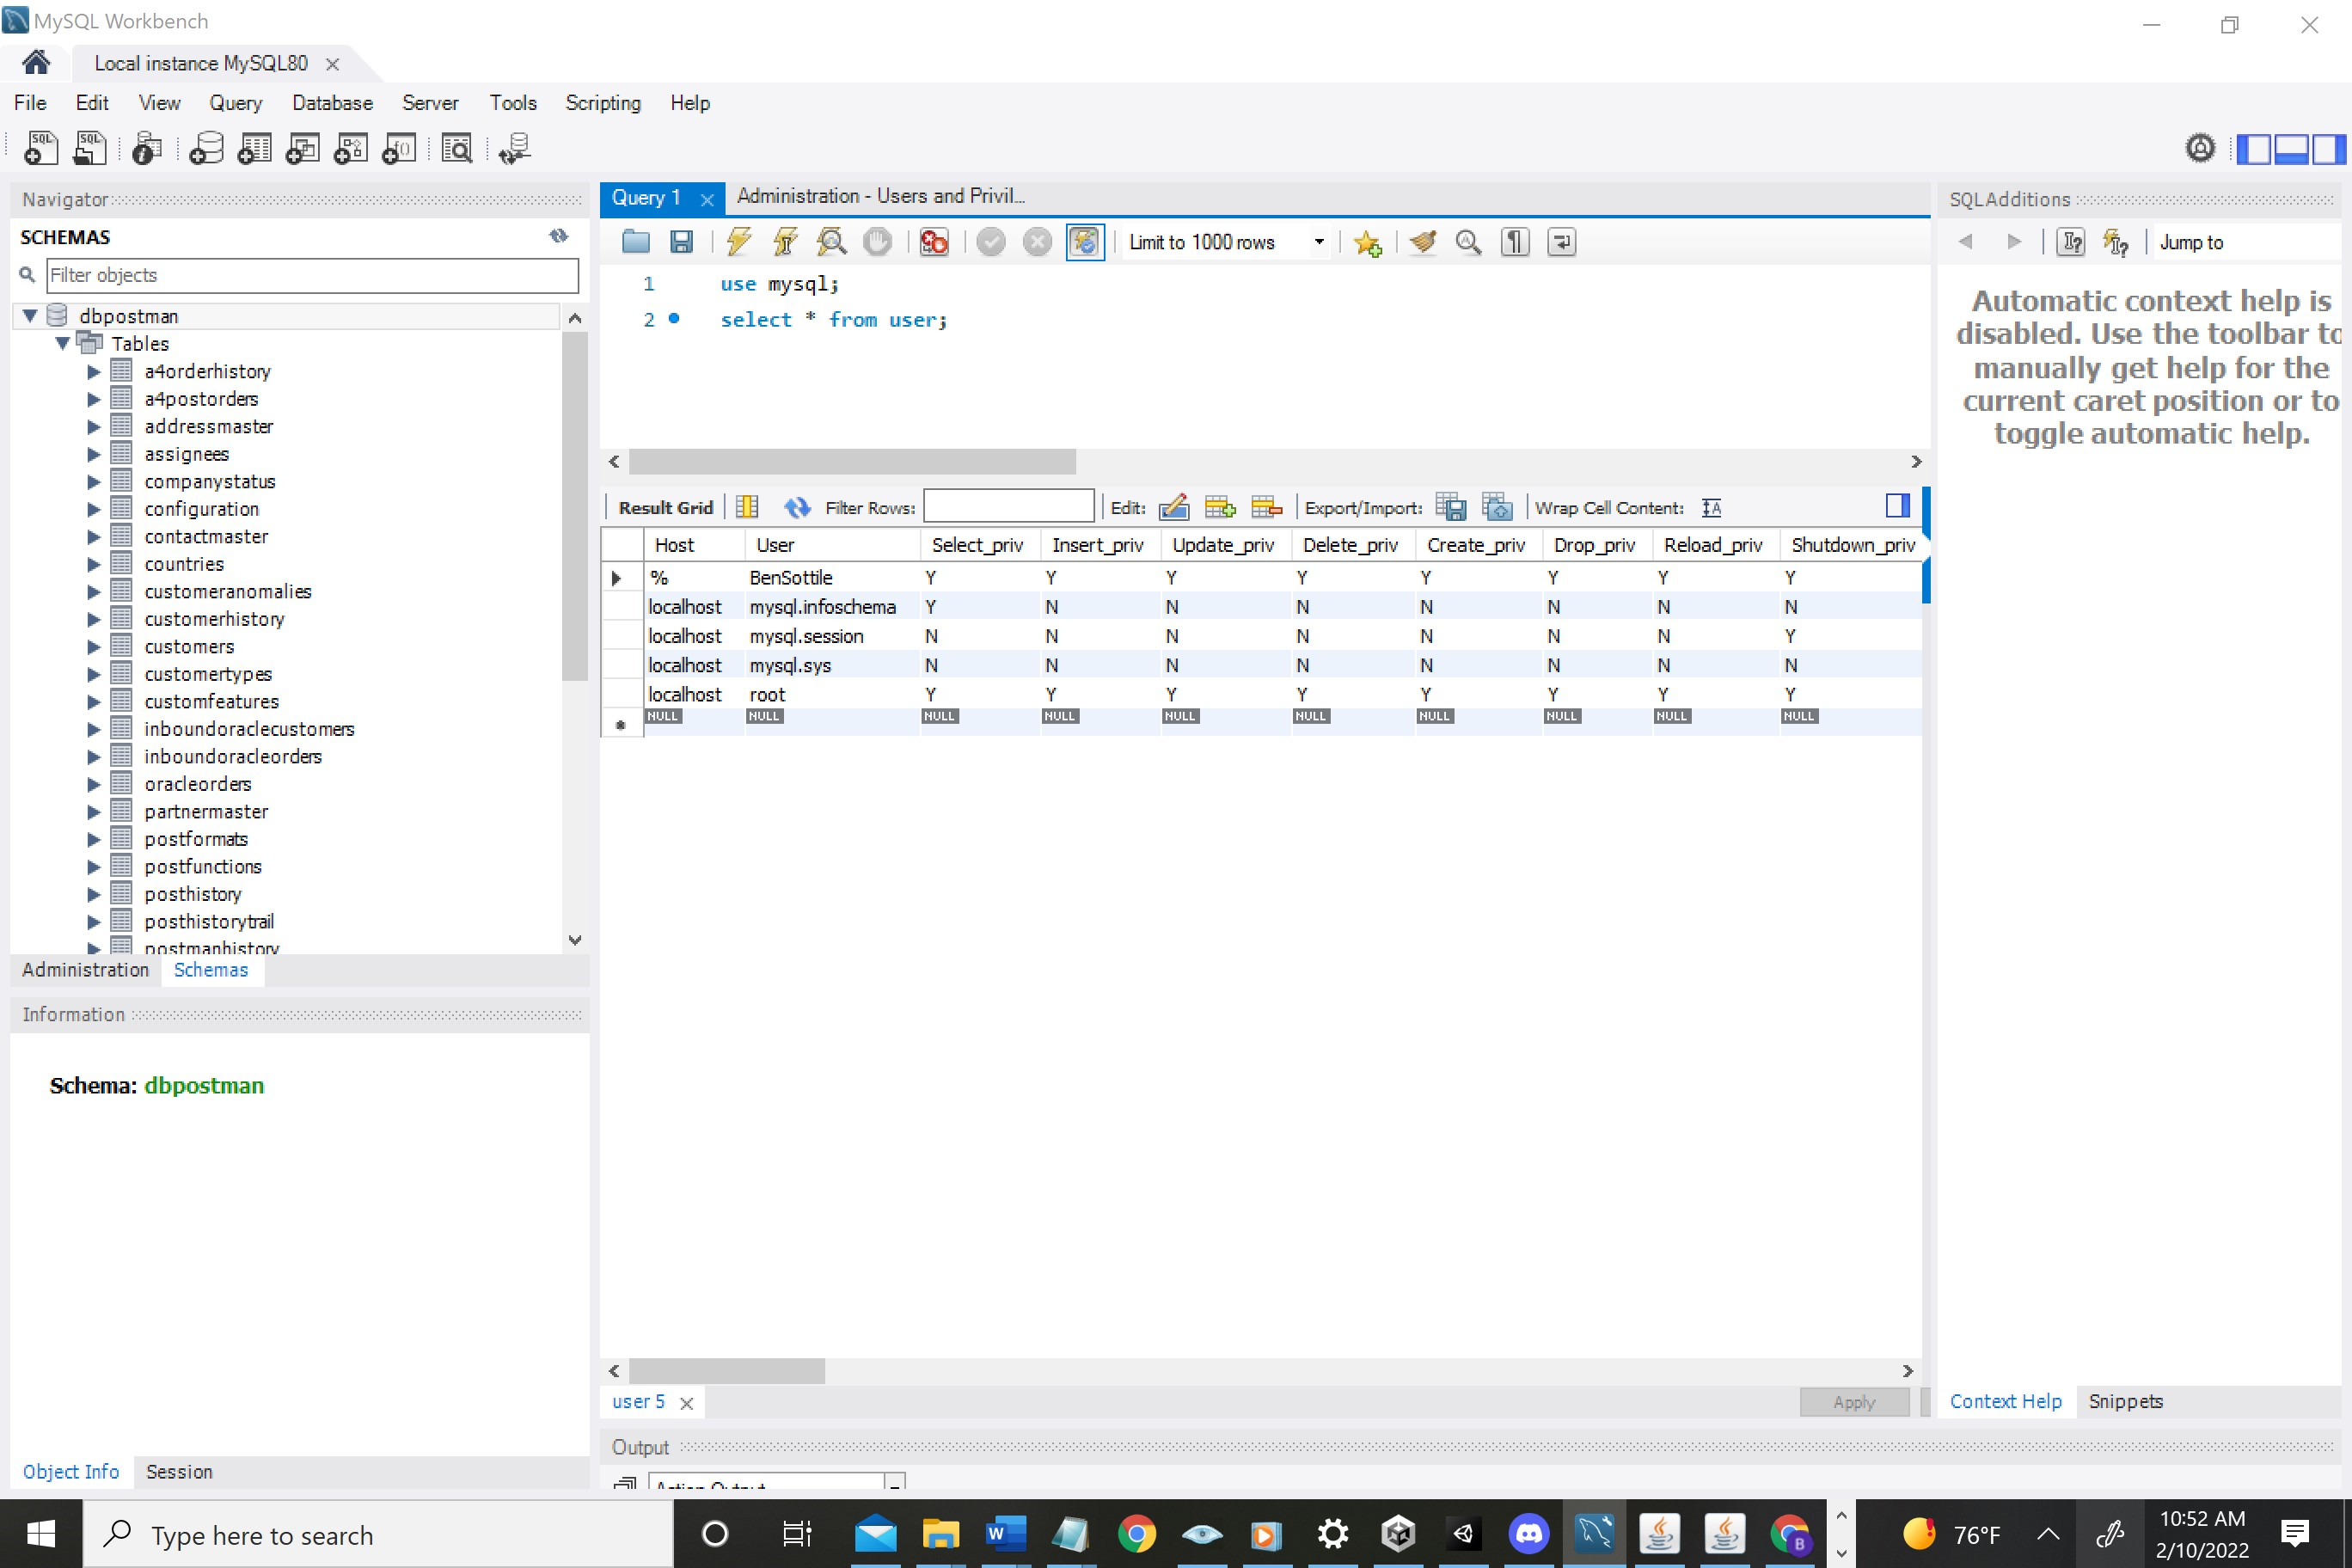 MySQL Workbench
Local instance MySQL80
File Edit View Query Database Server Tools Scripting Help
Navigator
SCHEMAS
Filter objects
dbpostman
Tables
a4orderhistory
a4postorders
addressmaster
assignees
companystatus
configuration
contactmaster
countries
customeranomalies
customerhistory
customers
customertypes
customfeatures
inboundoraclecustomers
inboundoracleorders
oracleorders
partnermaster
postformats
postfunctions
posthistory
posthistorytrail
postmanhistory
Administration Schemas
Information
Schema: dbpostman
Object Info Session
Query 1 Administration - Users and Privil...
Limit to 1000 rows
1 use mysql;
2 select * from user;
Result Grid Filter Rows: Edit: Export/Import: Wrap Cell Content:
Host User Select_priv Insert_priv Update_priv Delete_priv Create_priv Drop_priv Reload_priv Shutdown_priv
% BenSottile Y Y Y Y Y Y Y Y
localhost mysql.infoschema Y N N N N N N N
localhost mysql.session N N N N N N N Y
localhost mysql.sys N N N N N N N N
localhost root Y Y Y Y Y Y Y Y
NULL NULL NULL NULL NULL NULL NULL NULL NULL NULL
user 5
Apply
Output
Action Output
SQLAdditions
Jump to
Automatic context help is
disabled. Use the toolbar to
manually get help for the
current caret position or to
toggle automatic help.
Context Help Snippets
Type here to search
76°F
10:52 AM
2/10/2022